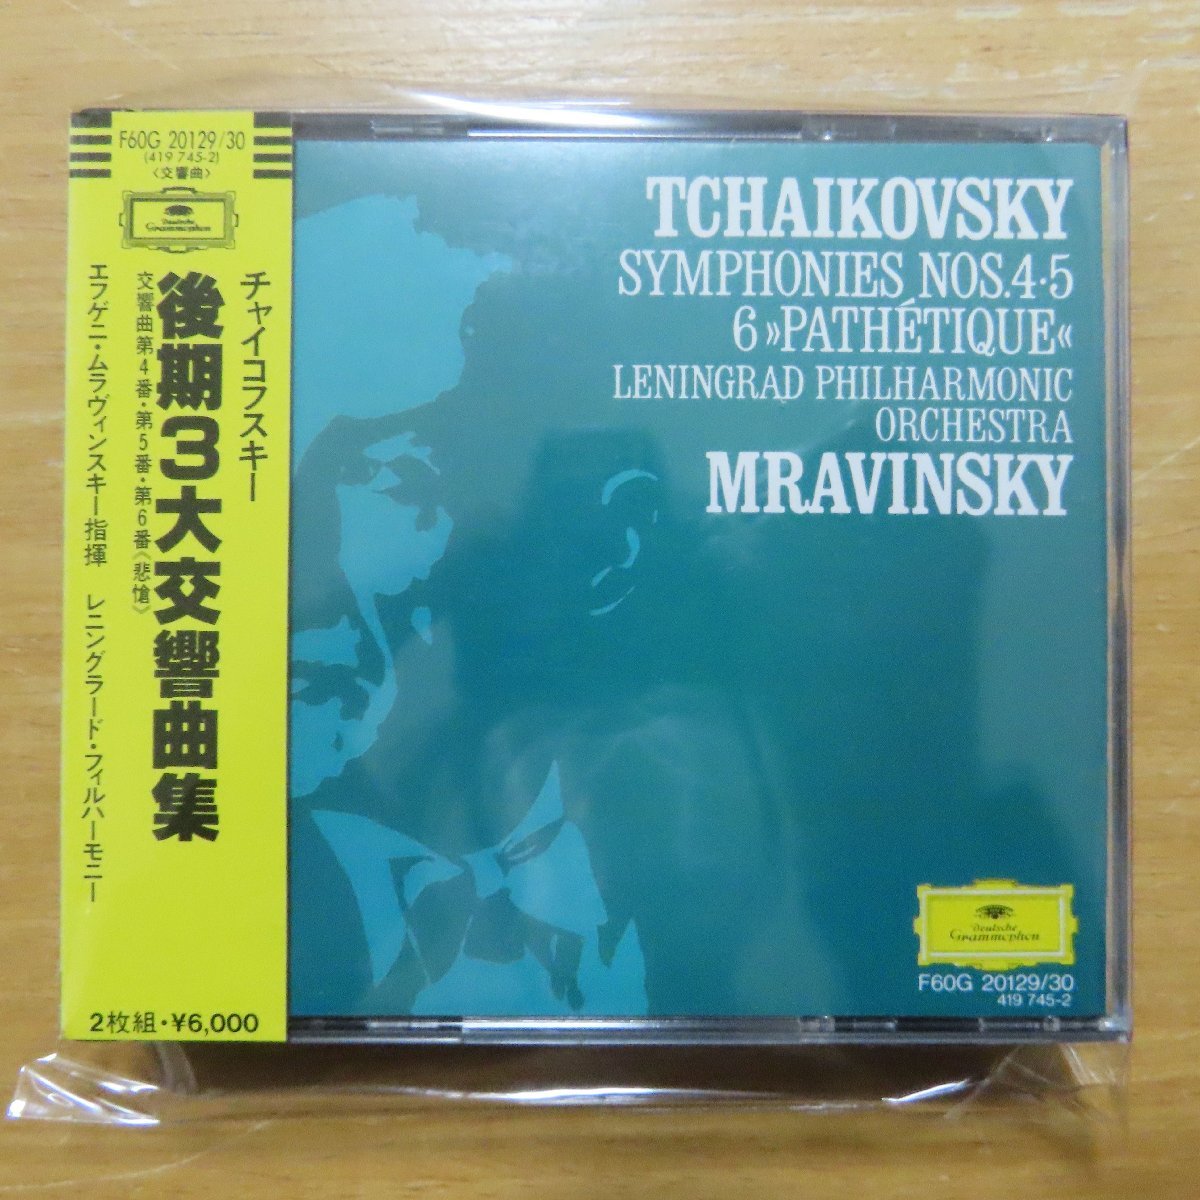 F60G 20129/30
(419 745-2)
〈交響曲〉
Deutsche
Grammophon
チャイコフスキー
後期3大交響曲集
交響曲第4番・第5番・第6番《悲愴》
エフゲニ・ムラヴィンスキー指揮 レニングラード・フィルハーモニー
2枚組・¥6,000
TCHAIKOVSKY
SYMPHONIES NOS.4·5
6 »PATHÉTIQUE«
LENINGRAD PHILHARMONIC
ORCHESTRA
MRAVINSKY
Deutsche
Grammophon
F60G 20129/30
419 745-2